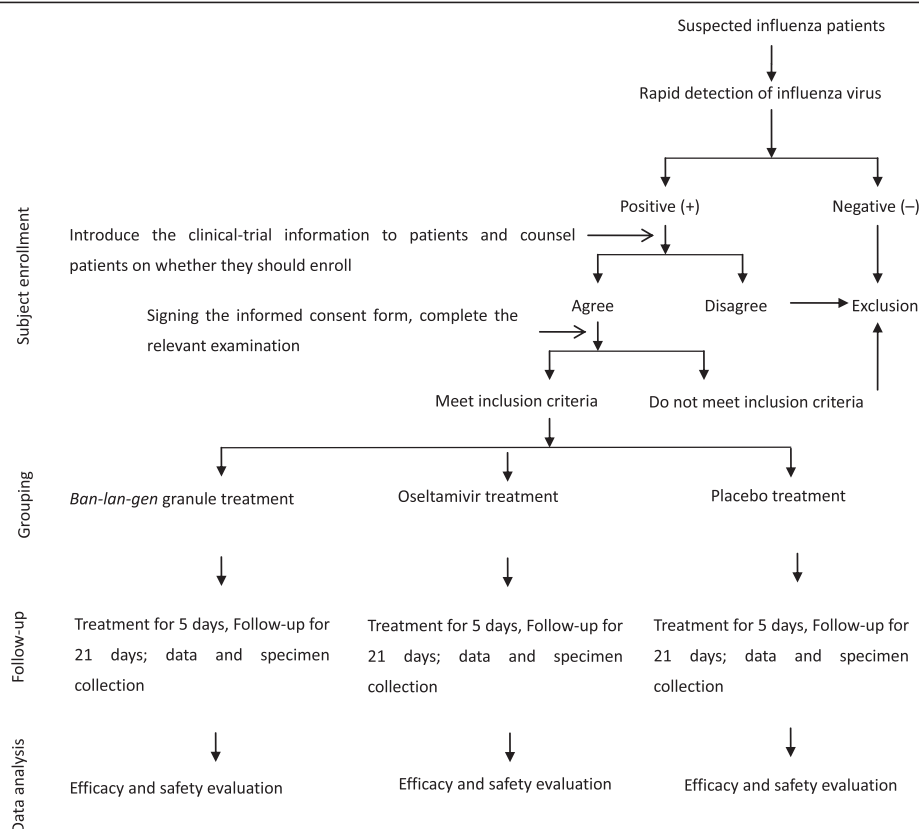 Suspected influenza patients
Rapid detection of influenza virus
Subject enrollment
Positive (+)
Negative (–)
Introduce the clinical-trial information to patients and counsel
patients on whether they should enroll
Agree
Disagree
Exclusion
Signing the informed consent form, complete the
relevant examination
Meet inclusion criteria
Do not meet inclusion criteria
Grouping
Ban-lan-gen granule treatment
Oseltamivir treatment
Placebo treatment
Follow-up
Treatment for 5 days, Follow-up for
21 days; data and specimen
collection
Treatment for 5 days, Follow-up for
21 days; data and specimen
collection
Treatment for 5 days, Follow-up for
21 days; data and specimen
collection
Data analysis
Efficacy and safety evaluation
Efficacy and safety evaluation
Efficacy and safety evaluation